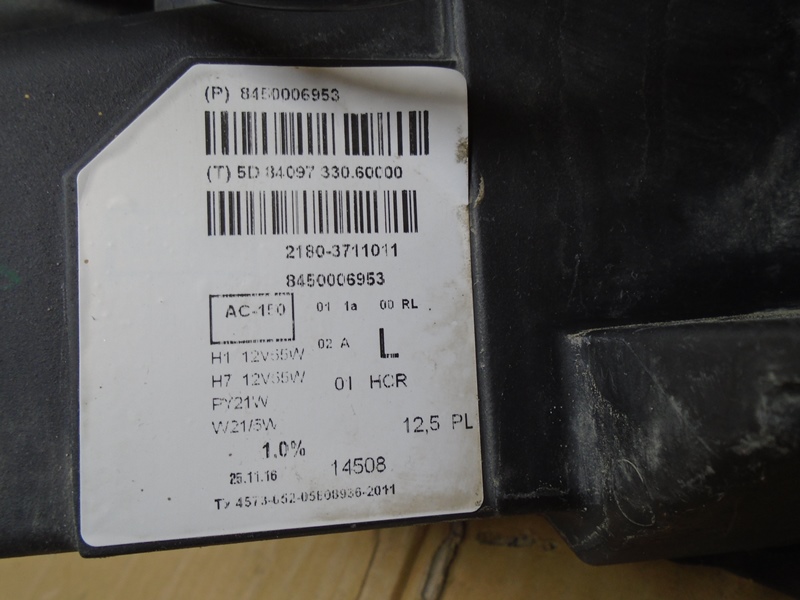 (P) 8450006953
(T) 5D 84097 330.60000
2180-3711011
8450006953
AC-150 01 1a 00 RL
02 A L
H1 12V55W
H7 12V55W 01 HCR
PY21W
W21/5W 12,5 PL
1.0%
25.11.16 14508
Ту 4573-052-05808936-2011